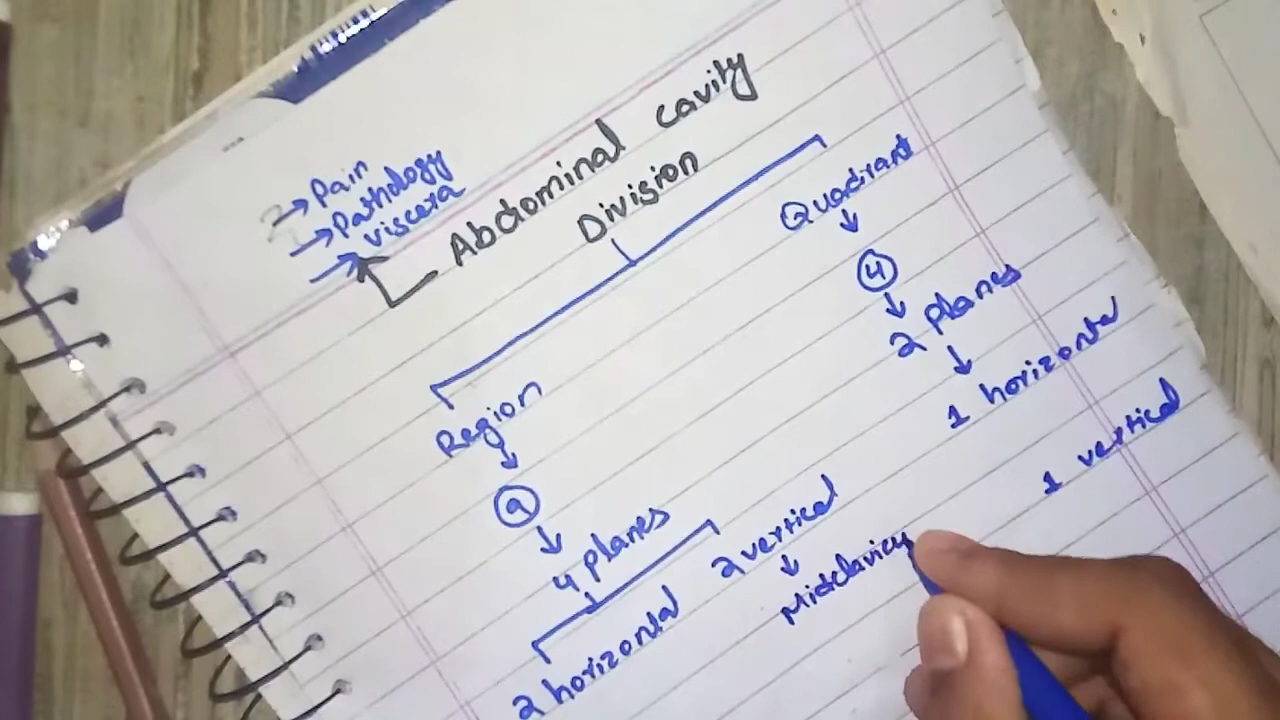 Abdominal cavity
Division
→ Pain
→ Pathology
→ viscera
Region
9
4 planes
2 horizontal
2 vertical
Midclavicu
Quadrant
4
2 planes
1 horizontal
1 vertical